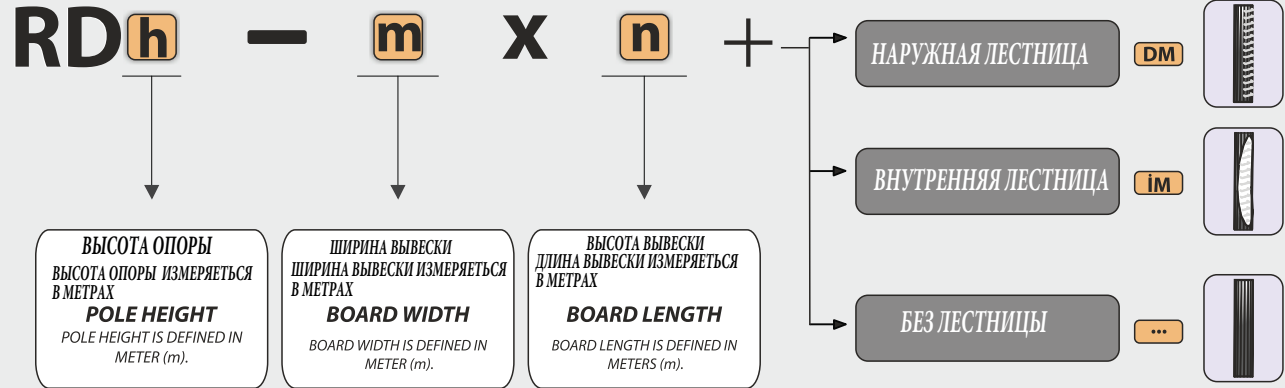 RDh – m x n +
НАРУЖНАЯ ЛЕСТНИЦА DM
ВНУТРЕННЯЯ ЛЕСТНИЦА İM
БЕЗ ЛЕСТНИЦЫ ...
ВЫСОТА ОПОРЫ
ВЫСОТА ОПОРЫ ИЗМЕРЯЕТЬСЯ
В МЕТРАХ
POLE HEIGHT
POLE HEIGHT IS DEFINED IN
METER (m).
ШИРИНА ВЫВЕСКИ
ШИРИНА ВЫВЕСКИ ИЗМЕРЯЕТЬСЯ
В МЕТРАХ
BOARD WIDTH
BOARD WIDTH IS DEFINED IN
METER (m).
ВЫСОТА ВЫВЕСКИ
ДЛИНА ВЫВЕСКИ ИЗМЕРЯЕТЬСЯ
В МЕТРАХ
BOARD LENGTH
BOARD LENGTH IS DEFINED IN
METERS (m).